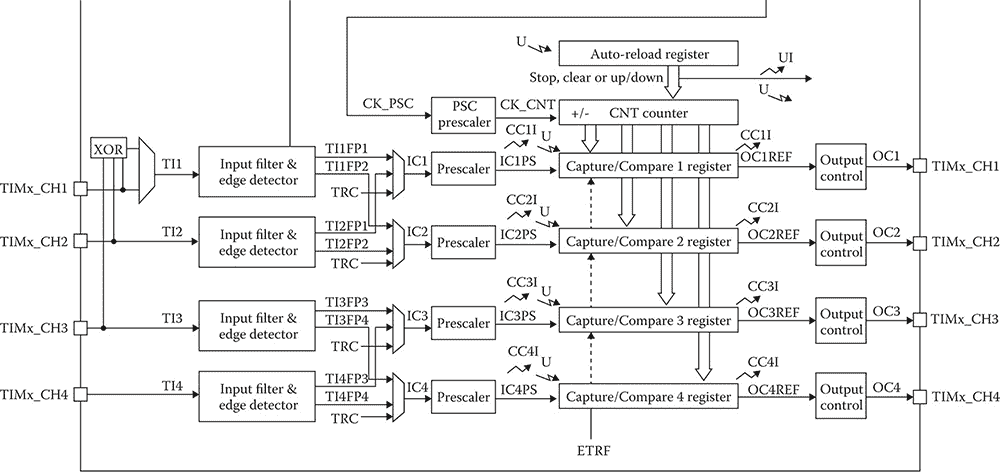 U
Auto-reload register
UI
Stop, clear or up/down
U
CK_PSC
PSC
prescaler
CK_CNT
+/-
CNT counter
XOR
TI1
Input filter &
edge detector
TI1FP1
TI1FP2
TRC
IC1
Prescaler
IC1PS
CC1I
U
Capture/Compare 1 register
CC1I
OC1REF
Output
control
OC1
TIMx_CH1
TIMx_CH1
TIMx_CH2
TI2
Input filter &
edge detector
TI2FP1
TI2FP2
TRC
IC2
Prescaler
IC2PS
CC2I
U
Capture/Compare 2 register
CC2I
OC2REF
Output
control
OC2
TIMx_CH2
TIMx_CH3
TI3
Input filter &
edge detector
TI3FP3
TI3FP4
TRC
IC3
Prescaler
IC3PS
CC3I
U
Capture/Compare 3 register
CC3I
OC3REF
Output
control
OC3
TIMx_CH3
TIMx_CH4
TI4
Input filter &
edge detector
TI4FP3
TI4FP4
TRC
IC4
Prescaler
IC4PS
CC4I
U
Capture/Compare 4 register
CC4I
OC4REF
Output
control
OC4
TIMx_CH4
ETRF